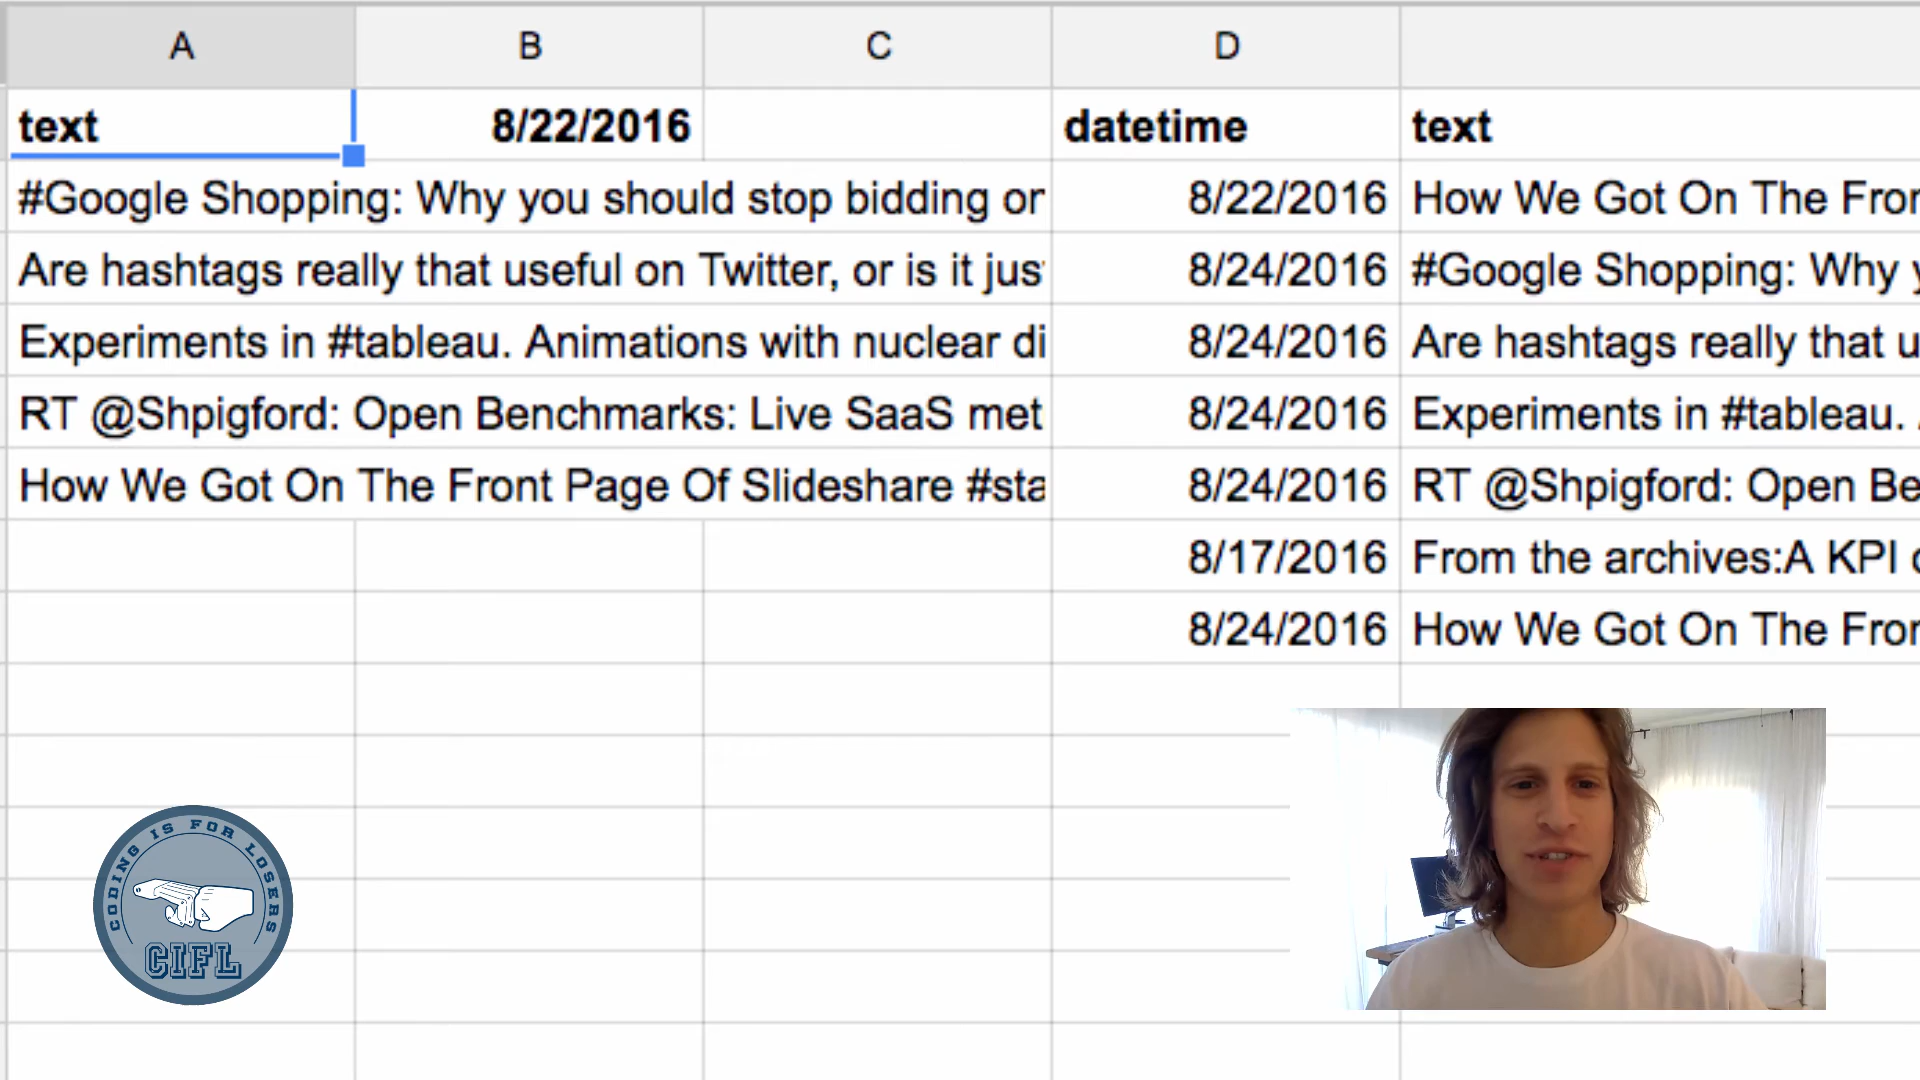 A B C D
text 8/22/2016 datetime text
#Google Shopping: Why you should stop bidding or 8/22/2016 How We Got On The Fror
Are hashtags really that useful on Twitter, or is it jus 8/24/2016 #Google Shopping: Why y
Experiments in #tableau. Animations with nuclear di 8/24/2016 Are hashtags really that u
RT @Shpigford: Open Benchmarks: Live SaaS met 8/24/2016 Experiments in #tableau.
How We Got On The Front Page Of Slideshare #sta 8/24/2016 RT @Shpigford: Open Be
8/17/2016 From the archives:A KPI
8/24/2016 How We Got On The Fror
CODING IS FOR LOSERS
CIFL